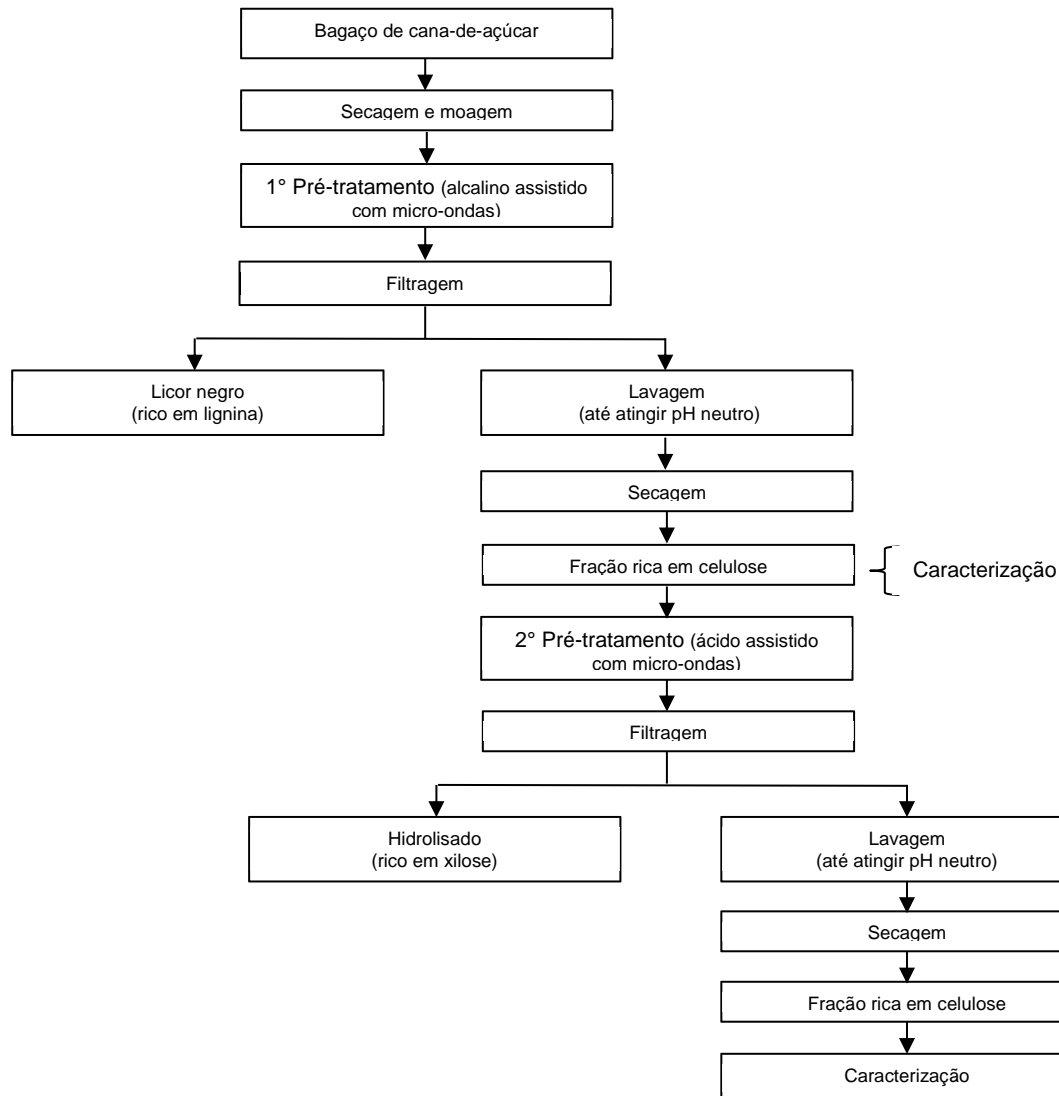 Bagaço de cana-de-açúcar
Secagem e moagem
1° Pré-tratamento (alcalino assistido
com micro-ondas)
Filtragem
Licor negro
(rico em lignina)
Lavagem
(até atingir pH neutro)
Secagem
Fração rica em celulose
Caracterização
2° Pré-tratamento (ácido assistido
com micro-ondas)
Filtragem
Hidrolisado
(rico em xilose)
Lavagem
(até atingir pH neutro)
Secagem
Fração rica em celulose
Caracterização